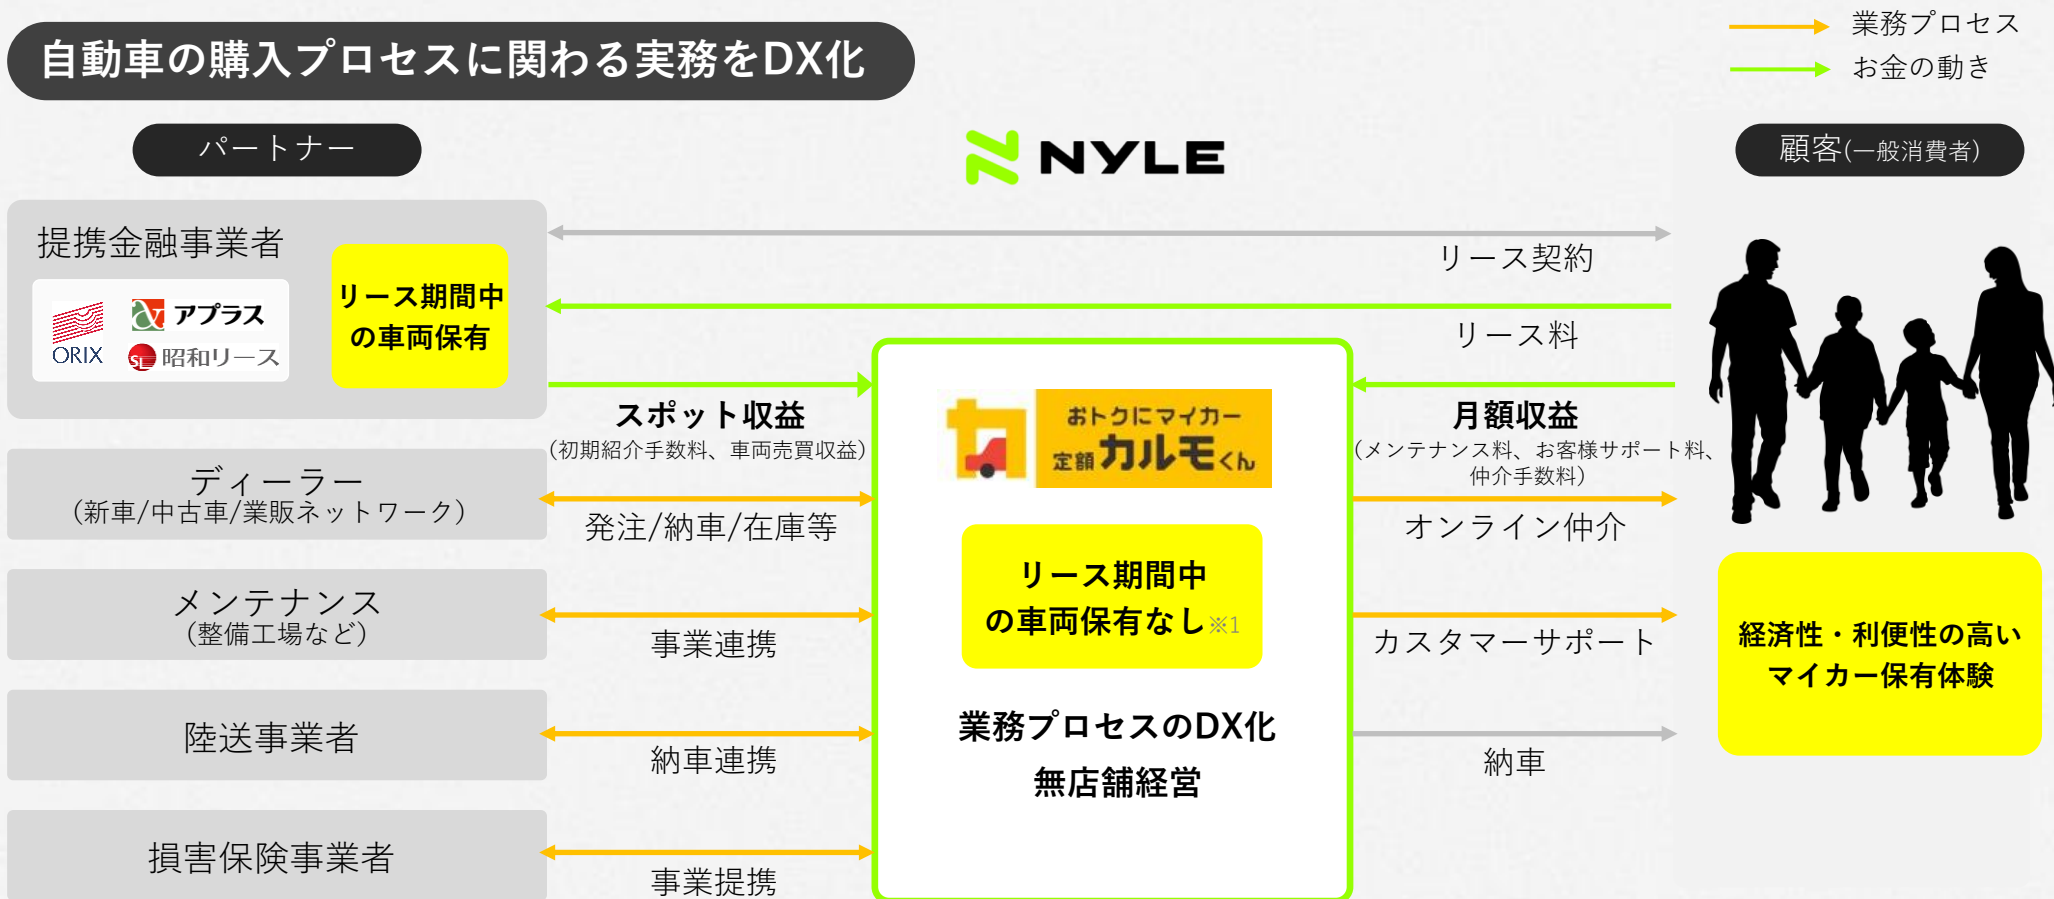 自動車の購入プロセスに関わる実務をDX化
業務プロセス
お金の動き
パートナー
NYLE
顧客(一般消費者)
提携金融事業者
ORIX
アプラス
SL 昭和リース
リース期間中
の車両保有
リース契約
リース料
スポット収益
(初期紹介手数料、車両売買収益)
月額収益
(メンテナンス料、お客様サポート料、
仲介手数料)
カ
おトクにマイカー
定額カルモくん
ディーラー
(新車/中古車/業販ネットワーク)
発注/納車/在庫等
オンライン仲介
リース期間中
の車両保有なし※1
メンテナンス
(整備工場など)
事業連携
カスタマーサポート
経済性・利便性の高い
マイカー保有体験
陸送事業者
納車連携
業務プロセスのDX化
無店舗経営
納車
損害保険事業者
事業提携